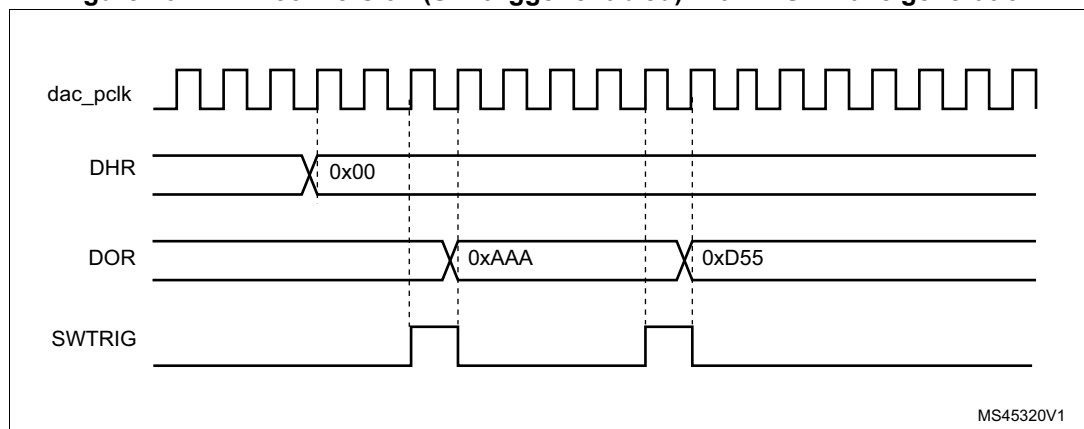 dac_pclk
DHR
0x00
DOR
0xAAA
0xD55
SWTRIG
MS45320V1